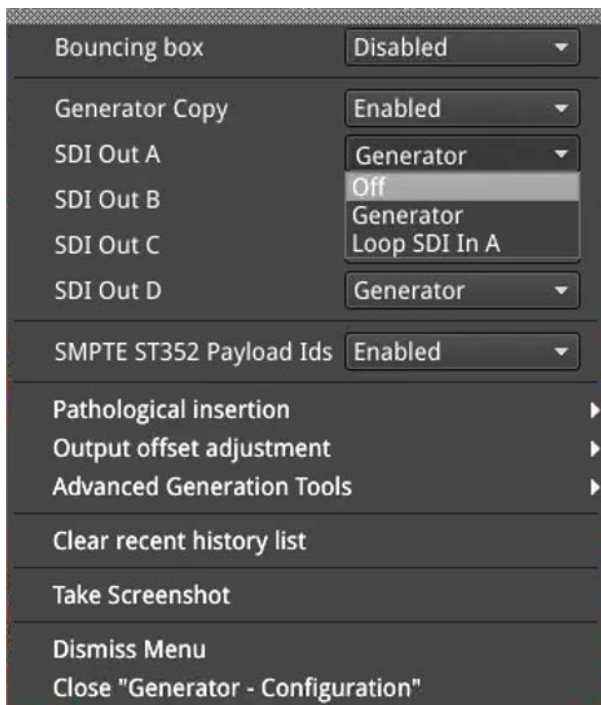 Bouncing box Disabled
Generator Copy Enabled
SDI Out A Generator
Off
SDI Out B
Generator
SDI Out C Loop SDI In A
SDI Out D Generator
SMPTE ST352 Payload Ids Enabled
Pathological insertion
Output offset adjustment
Advanced Generation Tools
Clear recent history list
Take Screenshot
Dismiss Menu
Close "Generator - Configuration"